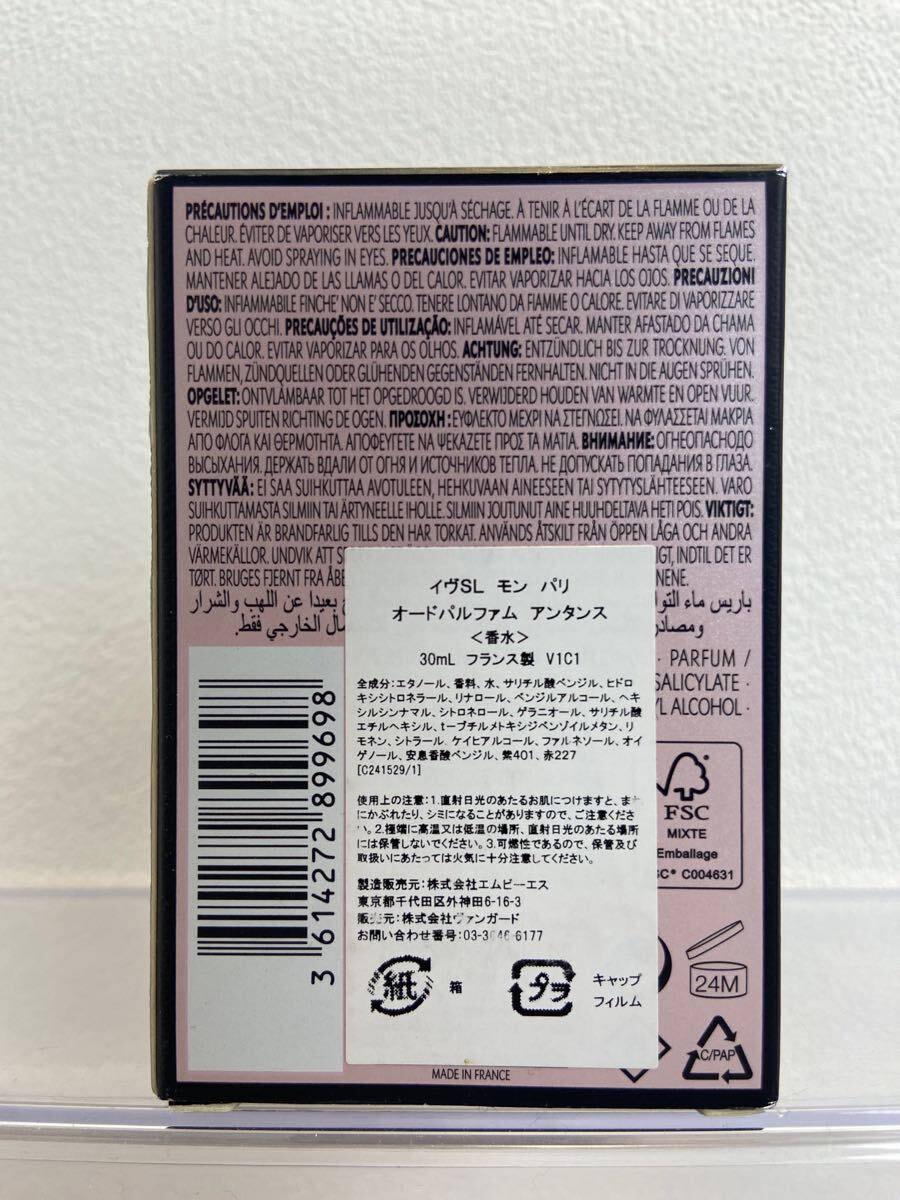 PRÉCAUTIONS D'EMPLOI : INFLAMMABLE JUSQU'À SÉCHAGE. À TENIR À L'ÉCART DE LA FLAMME OU DE LA
CHALEUR. ÉVITER DE VAPORISER VERS LES YEUX. CAUTION: FLAMMABLE UNTIL DRY. KEEP AWAY FROM FLAMES
AND HEAT. AVOID SPRAYING IN EYES. PRECAUCIONES DE EMPLEO: INFLAMABLE HASTA QUE SE SEQUE.
MANTENER ALEJADO DE LAS LLAMAS O DEL CALOR. EVITAR VAPORIZAR HACIA LOS OJOS. PRECAUZIONI
D'USO: INFIAMMABILE FINCHE' NON E' SECCO. TENERE LONTANO DA FIAMME O CALORE. EVITARE DI VAPORIZZARE
VERSO GLI OCCHI. PRECAUÇÕES DE UTILIZAÇÃO: INFLAMÁVEL ATÉ SECAR. MANTER AFASTADO DA CHAMA
OU DO CALOR. EVITAR VAPORIZAR PARA OS OLHOS. ACHTUNG: ENTZÜNDLICH BIS ZUR TROCKNUNG. VON
FLAMMEN, ZÜNDQUELLEN ODER GLÜHENDEN GEGENSTÄNDEN FERNHALTEN. NICHT IN DIE AUGEN SPRÜHEN.
OPGELET: ONTVLAMBAAR TOT HET OPGEDROOGD IS. VERWIJDERD HOUDEN VAN WARMTE EN OPEN VUUR.
VERMIJD SPUITEN RICHTING DE OGEN. ΠΡΟΣΟΧΗ : ΕΥΦΛΕΚΤΟ ΜΕΧΡΙ ΝΑ ΣΤΕΓΝΩΣΕΙ. ΝΑ ΦΥΛΑΣΣΕΤΑΙ ΜΑΚΡΙΑ
ΑΠΟ ΦΛΟΓΑ ΚΑΙ ΘΕΡΜΟΤΗΤΑ. ΑΠΟΦΕΥΓΕΤΕ ΝΑ ΨΕΚΑΖΕΤΕ ΠΡΟΣ ΤΑ ΜΑΤΙΑ. ВНИМАНИЕ: ОГНЕОПАСНО ДО
ВЫСЫХАНИЯ. ДЕРЖАТЬ ВДАЛИ ОТ ОГНЯ И ИСТОЧНИКОВ ТЕПЛА. НЕ ДОПУСКАТЬ ПОПАДАНИЯ В ГЛАЗА.
SYTTYVÄÄ: EI SAA SUIHKUTTAA AVOTULEEN, HEHKUVAAN AINEESEEN TAI SYTYTYSLÄHTEESEEN. VARO
SUIHKUTTAMASTA SILMIIN TAI ÄRTYNEELLE IHOLLE. SILMIIN JOUTUNUT AINE HUUHDELTAVA HETI POIS. VIKTIGT:
PRODUKTEN ÄR BRANDFARLIG TILLS DEN HAR TORKAT. ANVÄNDS ÅTSKILT FRÅN ÖPPEN LÅGA OCH ANDRA
VÄRMEKÄLLOR. UNDVIK ATT IGT, INDTIL DET ER
TØRT. BRUGES FJERNT FRA ÅBE NENE.
باريس ماء بعيدا عن اللهب والشرار
ومصادر الخارجي فقط.
イヴSL モン パリ
オードパルファム アンタンス
<香水>
30mL フランス製 V1C1
全成分:エタノール、香料、水、サリチル酸ベンジル、ヒドロ
キシシトロネラール、リナロール、ベンジルアルコール、ヘキ
シルシンナマル、シトロネロール、ゲラニオール、サリチル酸
エチルヘキシル、t-ブチルメトキシジベンゾイルメタン、リ
モネン、シトラール、ケイヒアルコール、ファルネソール、オイ
ゲノール、安息香酸ベンジル、紫401、赤227
[C241529/1]
使用上の注意:1.直射日光のあたるお肌につけますと、まれ
にかぶれたり、シミになることがありますので、ご注意くださ
い。2.極端に高温又は低温の場所、直射日光のあたる場所
には保管しないでください。3.可燃性であるので、保管及び
取扱いにあたっては火気に十分注意してください。
製造販売元:株式会社エムピーエス
東京都千代田区外神田6-16-3
販売元:株式会社ヴァンガード
お問い合わせ番号:03-3646-6177
紙 箱
プラ キャップ
フィルム
· PARFUM /
SALICYLATE ·
YL ALCOHOL ·
FSC
MIXTE
Emballage
C004631
24M
C/PAP
3 614272 899698
MADE IN FRANCE